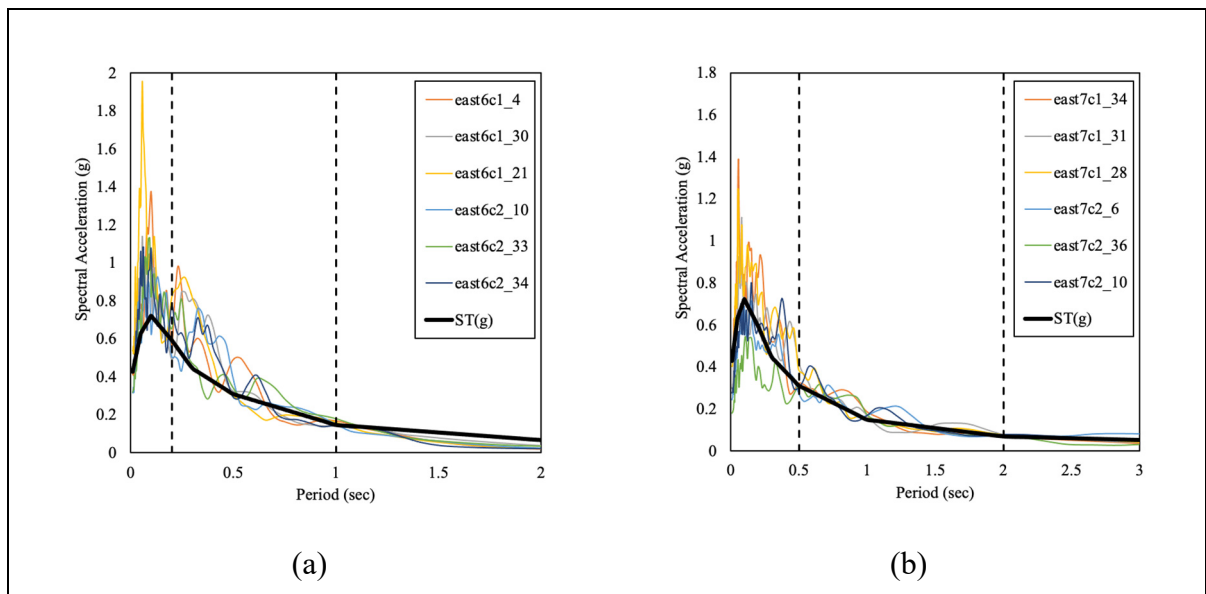 2
1.8
1.6
1.4
1.2
1
0.8
0.6
0.4
0.2
0
Spectral Acceleration (g)
0
0.5
1
1.5
2
Period (sec)
east6c1_4
east6c1_30
east6c1_21
east6c2_10
east6c2_33
east6c2_34
ST(g)
(a)
1.8
1.6
1.4
1.2
1
0.8
0.6
0.4
0.2
0
Spectral Acceleration (g)
0
0.5
1
1.5
2
2.5
3
Period (sec)
east7c1_34
east7c1_31
east7c1_28
east7c2_6
east7c2_36
east7c2_10
ST(g)
(b)